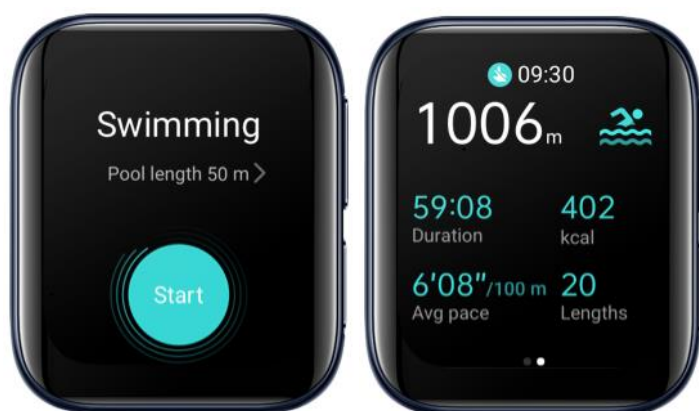 Swimming
Pool length 50 m >
Start
09:30
1006m
59:08
402
Duration
kcal
6'08"/100 m
20
Avg pace
Lengths